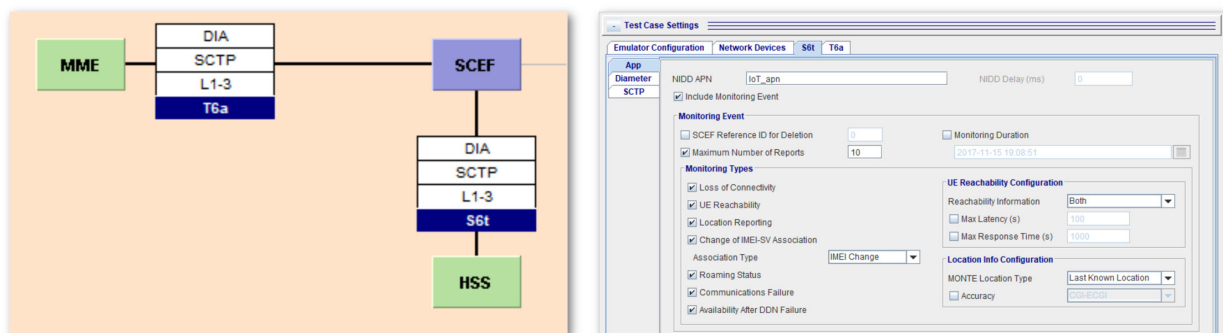 DIA
MME
SCTP
SCEF
L1-3
T6a
DIA
SCTP
L1-3
S6t
HSS
- Test Case Settings
Emulator Configuration Network Devices S6t T6a
App
Diameter
SCTP
NIDD APN IoT_apn NIDD Delay (ms) 0
Include Monitoring Event
Monitoring Event
SCEF Reference ID for Deletion 0 Monitoring Duration
Maximum Number of Reports 10 2017-11-15 19:08:51
Monitoring Types
Loss of Connectivity
UE Reachability
Location Reporting
Change of IMEI-SV Association
Association Type IMEI Change
Roaming Status
Communications Failure
Availability After DDN Failure
UE Reachability Configuration
Reachability Information Both
Max Latency (s) 100
Max Response Time (s) 1000
Location Info Configuration
MONTE Location Type Last Known Location
Accuracy CGI-ECGI